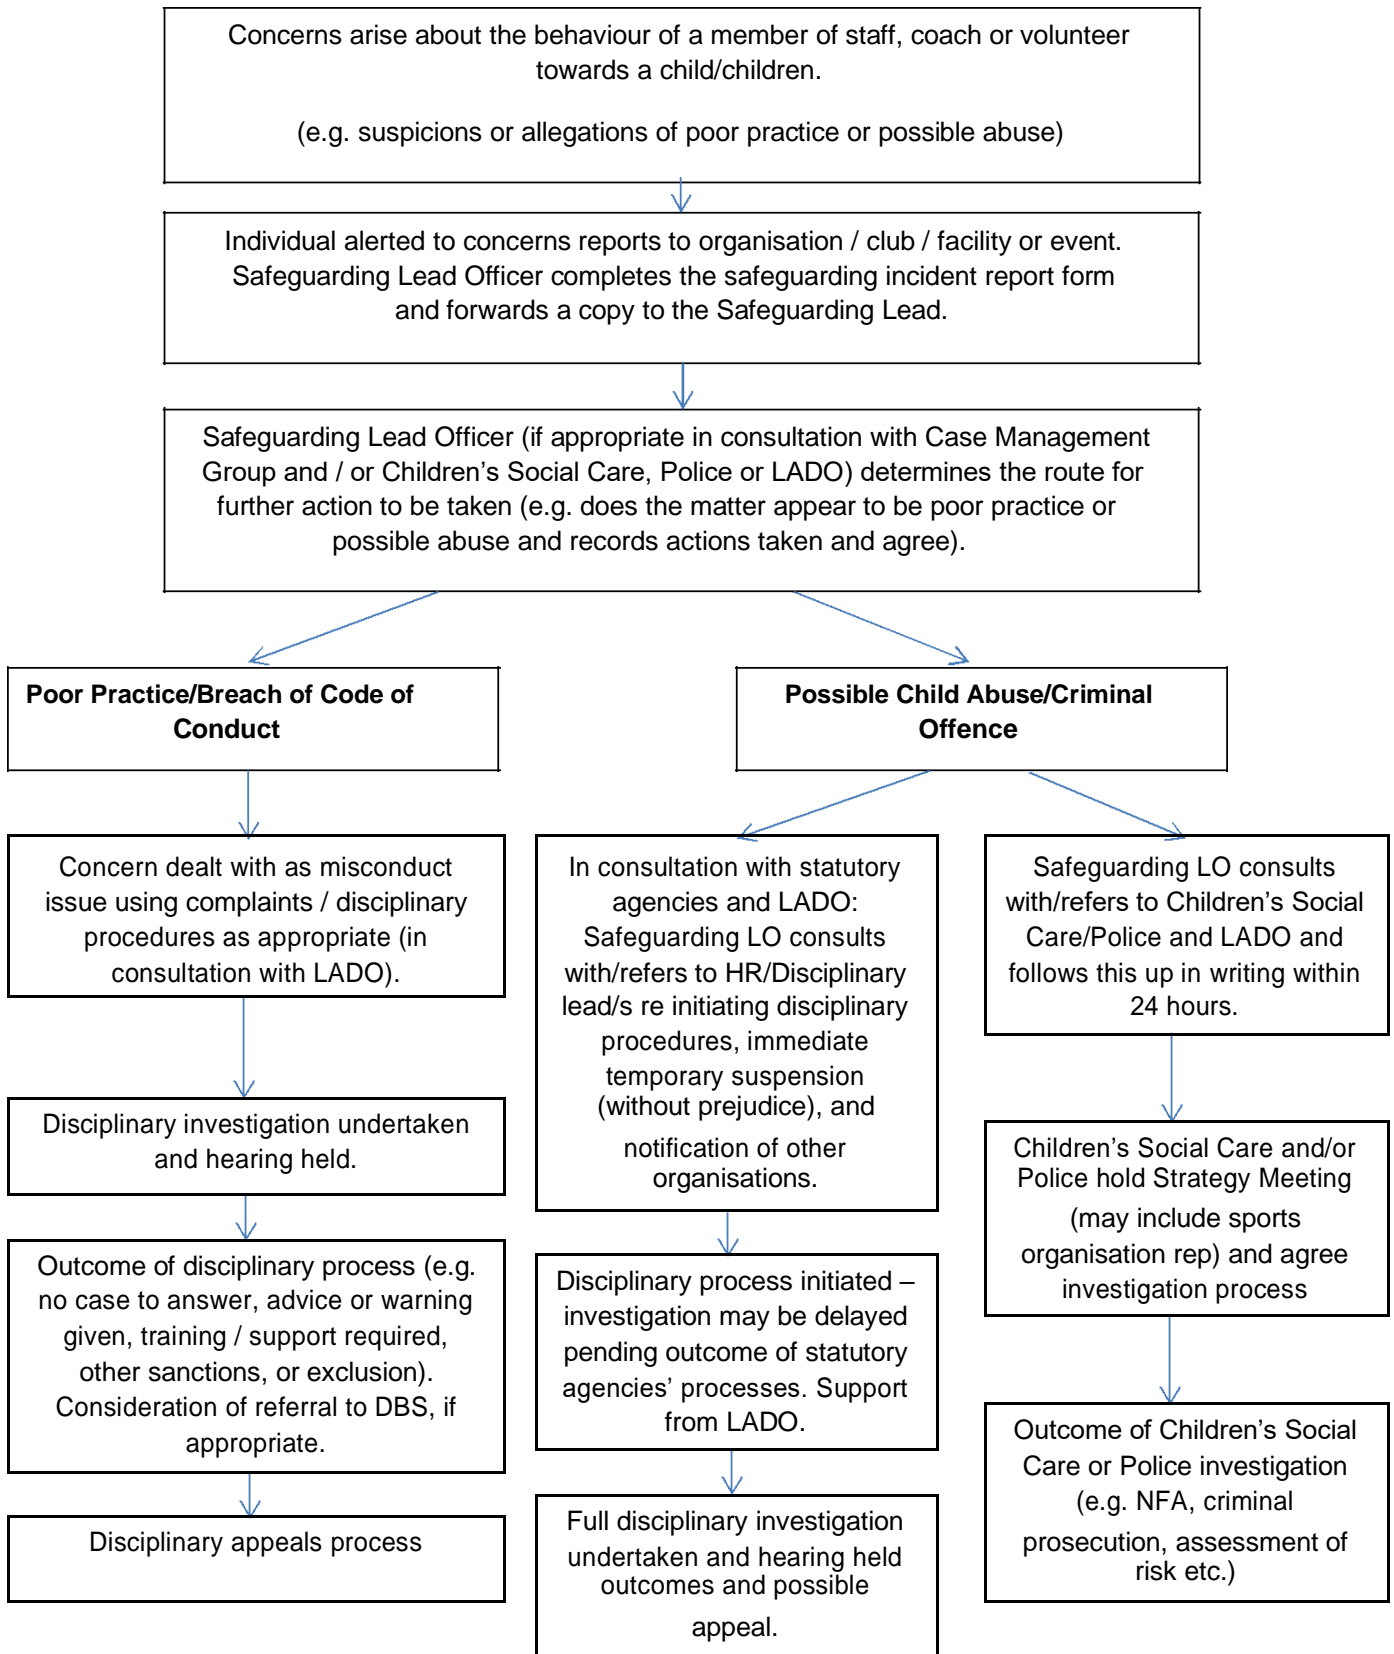 Concerns arise about the behaviour of a member of staff, coach or volunteer
towards a child/children.
(e.g. suspicions or allegations of poor practice or possible abuse)
Individual alerted to concerns reports to organisation / club / facility or event.
Safeguarding Lead Officer completes the safeguarding incident report form
and forwards a copy to the Safeguarding Lead.
Safeguarding Lead Officer (if appropriate in consultation with Case Management
Group and / or Children’s Social Care, Police or LADO) determines the route for
further action to be taken (e.g. does the matter appear to be poor practice or
possible abuse and records actions taken and agree).
Poor Practice/Breach of Code of
Conduct
Possible Child Abuse/Criminal
Offence
Concern dealt with as misconduct
issue using complaints / disciplinary
procedures as appropriate (in
consultation with LADO).
Disciplinary investigation undertaken
and hearing held.
Outcome of disciplinary process (e.g.
no case to answer, advice or warning
given, training / support required,
other sanctions, or exclusion).
Consideration of referral to DBS, if
appropriate.
Disciplinary appeals process
In consultation with statutory
agencies and LADO:
Safeguarding LO consults
with/refers to HR/Disciplinary
lead/s re initiating disciplinary
procedures, immediate
temporary suspension
(without prejudice), and
notification of other
organisations.
Disciplinary process initiated –
investigation may be delayed
pending outcome of statutory
agencies’ processes. Support
from LADO.
Full disciplinary investigation
undertaken and hearing held
outcomes and possible
appeal.
Safeguarding LO consults
with/refers to Children’s Social
Care/Police and LADO and
follows this up in writing within
24 hours.
Children’s Social Care and/or
Police hold Strategy Meeting
(may include sports
organisation rep) and agree
investigation process
Outcome of Children’s Social
Care or Police investigation
(e.g. NFA, criminal
prosecution, assessment of
risk etc.)